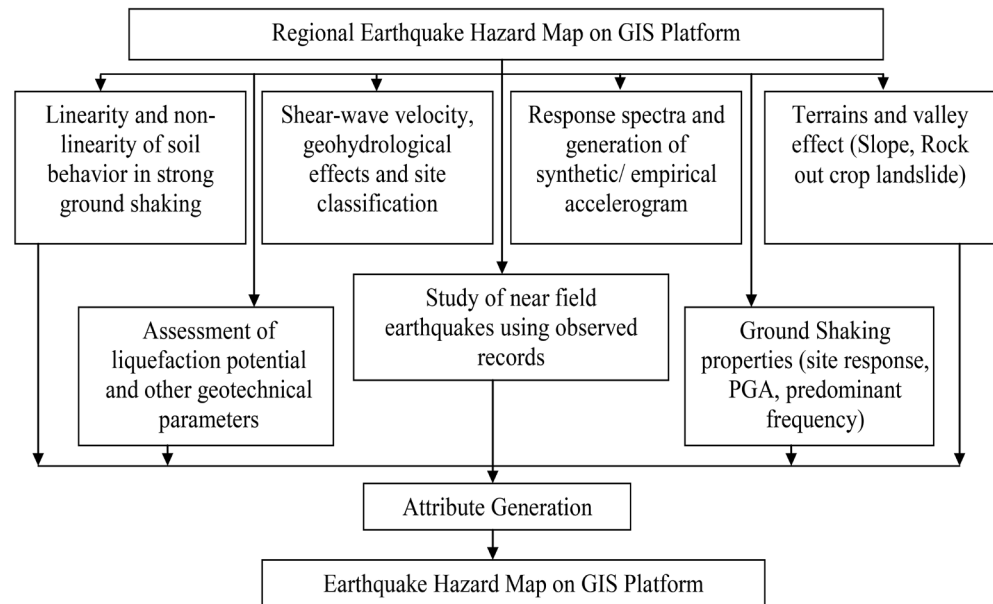 Regional Earthquake Hazard Map on GIS Platform
Linearity and non-
linearity of soil
behavior in strong
ground shaking
Shear-wave velocity,
geohydrological
effects and site
classification
Response spectra and
generation of
synthetic/ empirical
accelerogram
Terrains and valley
effect (Slope, Rock
out crop landslide)
Assessment of
liquefaction potential
and other geotechnical
parameters
Study of near field
earthquakes using observed
records
Ground Shaking
properties (site response,
PGA, predominant
frequency)
Attribute Generation
Earthquake Hazard Map on GIS Platform